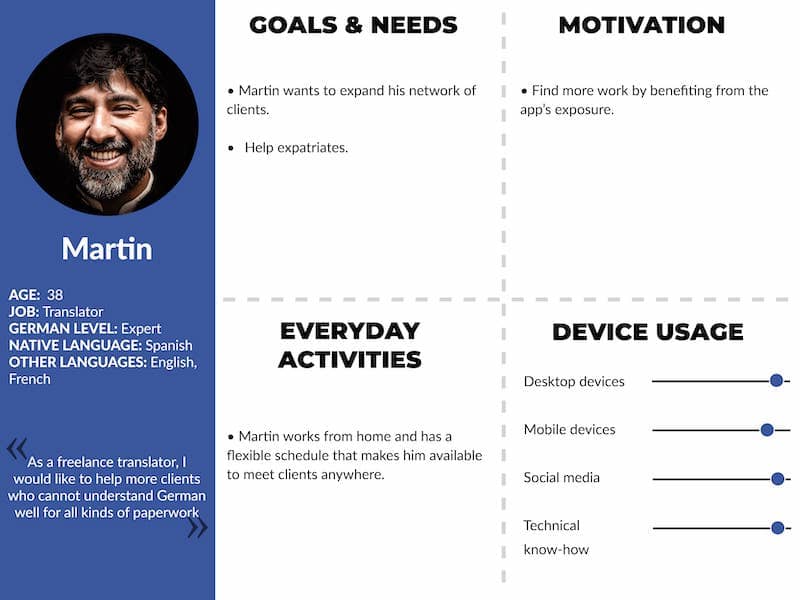 Martin
AGE: 38
JOB: Translator
GERMAN LEVEL: Expert
NATIVE LANGUAGE: Spanish
OTHER LANGUAGES: English,
French
« As a freelance translator, I
would like to help more clients
who cannot understand German
well for all kinds of paperwork »
GOALS & NEEDS
• Martin wants to expand his network of
clients.
• Help expatriates.
MOTIVATION
• Find more work by benefiting from the
app's exposure.
EVERYDAY
ACTIVITIES
• Martin works from home and has a
flexible schedule that makes him available
to meet clients anywhere.
DEVICE USAGE
Desktop devices
Mobile devices
Social media
Technical
know-how